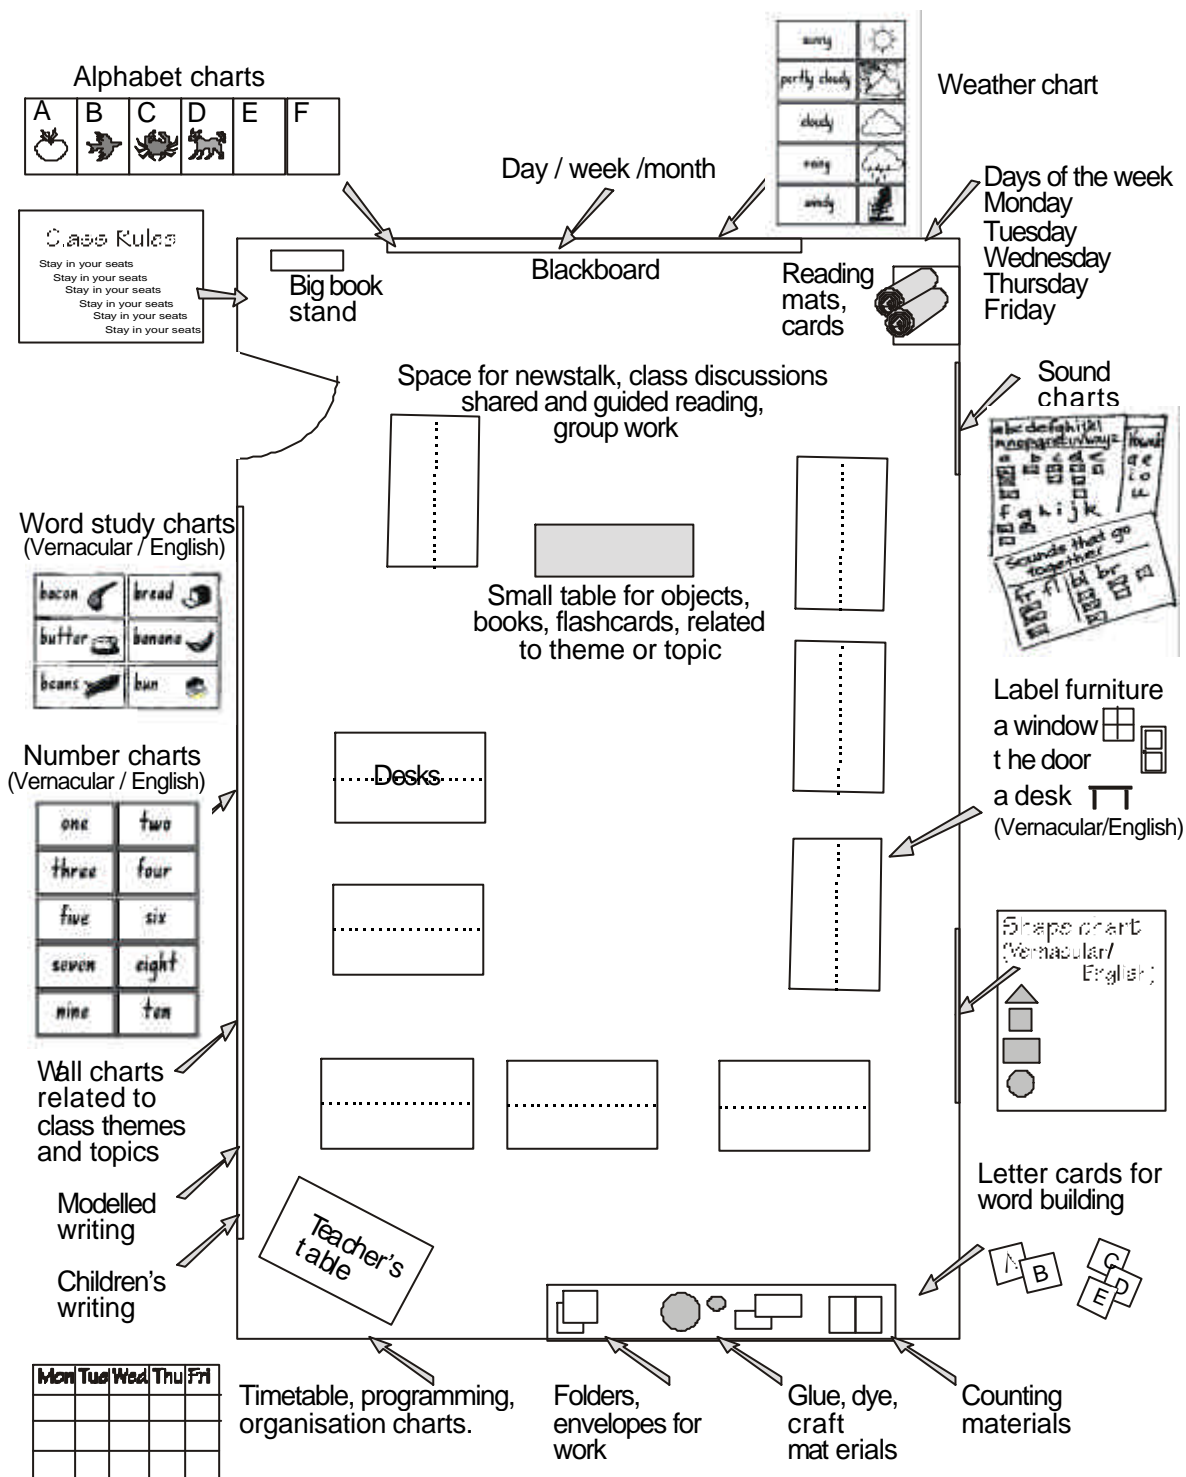 Alphabet charts
A B C D E F
sunny
partly cloudy
cloudy
rainy
windy
Weather chart
Day / week /month
Days of the week
Monday
Tuesday
Wednesday
Thursday
Friday
Class Rules
Stay in your seats
Stay in your seats
Stay in your seats
Stay in your seats
Stay in your seats
Stay in your seats
Big book
stand
Blackboard
Reading
mats,
cards
Space for newstalk, class discussions
shared and guided reading,
group work
Sound
charts
abcdefghijkl
mnopqrstuvwxyz
a b c d e
f g h i j k
Sounds that go
together
fr fl bl br
Word study charts
(Vernacular / English)
bacon bread
butter banana
beans bun
Small table for objects,
books, flashcards, related
to theme or topic
Label furniture
a window
t he door
a desk
(Vernacular/English)
Number charts
(Vernacular / English)
one two
three four
five six
seven eight
nine ten
Desks
Shape chart
(Vernacular/
English)
Wall charts
related to
class themes
and topics
Modelled
writing
Children's
writing
Teacher's
table
Letter cards for
word building
A B C D E
Mon Tue Wed Thu Fri
Timetable, programming,
organisation charts.
Folders,
envelopes for
work
Glue, dye,
craft
mat erials
Counting
materials